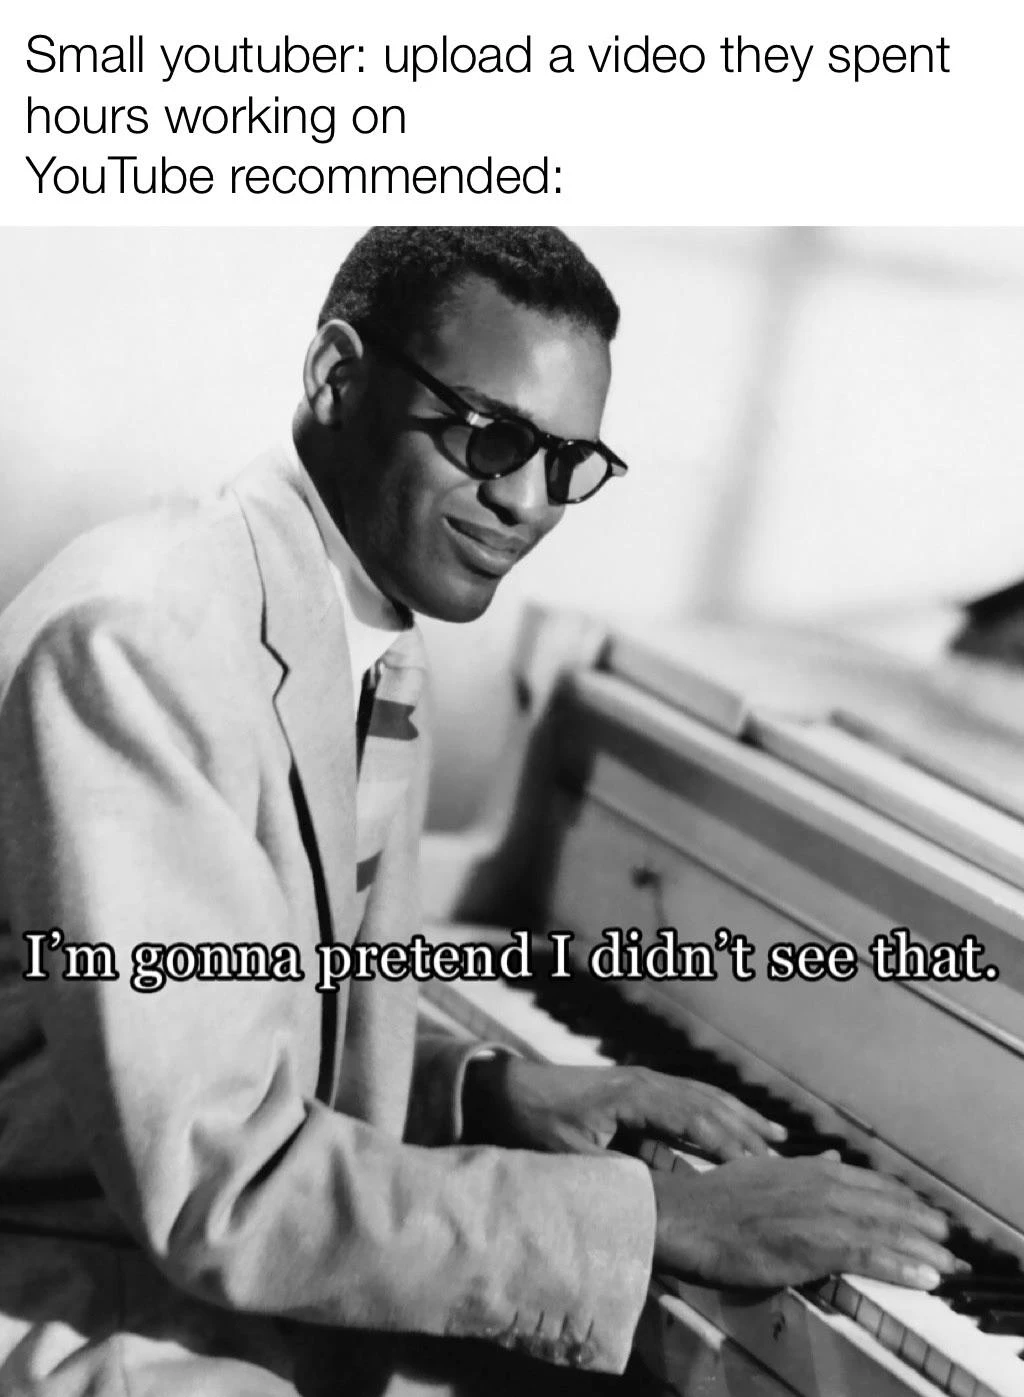 Small youtuber: upload a video they spent
hours working on
YouTube recommended:
I’m gonna pretend I didn’t see that.